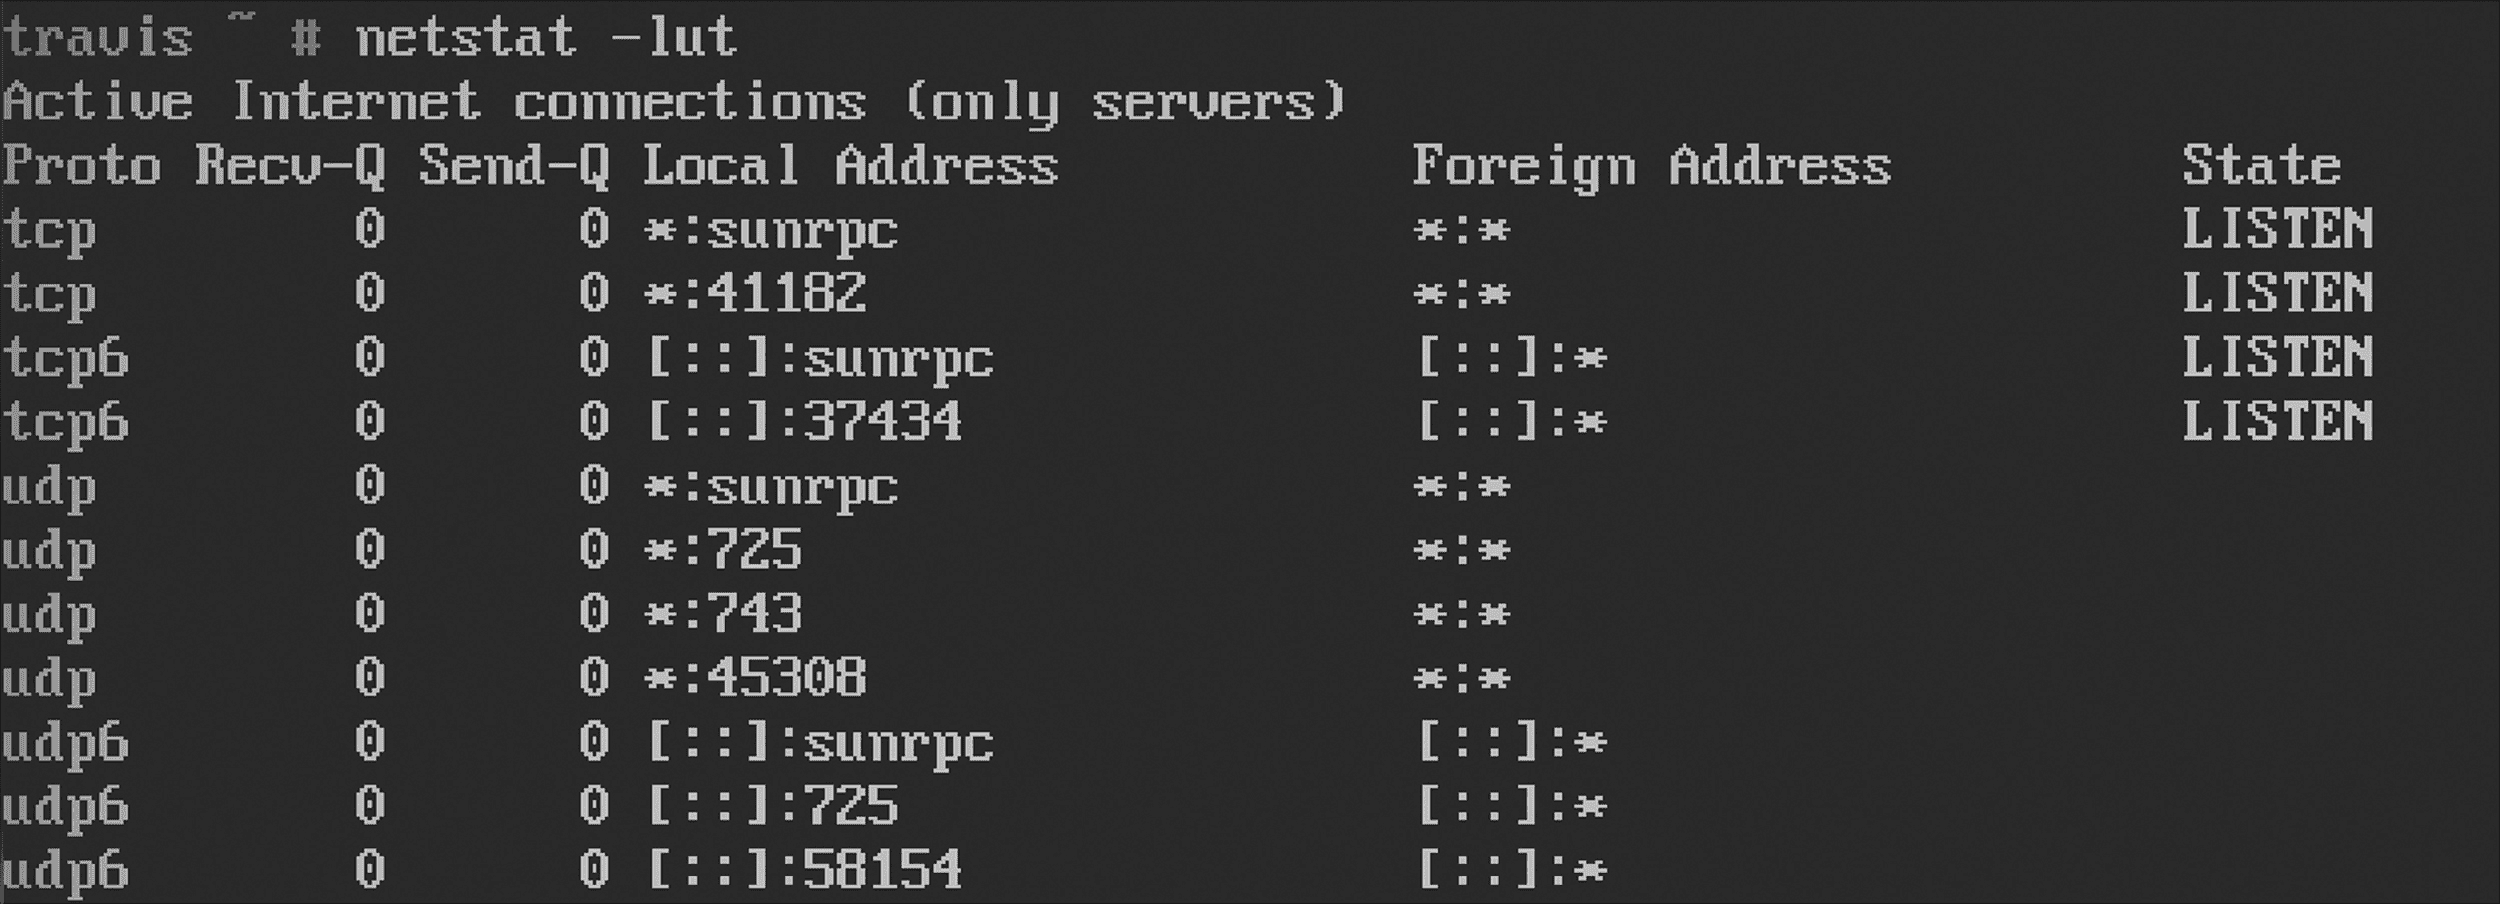 travis ~ # netstat -lut
Active Internet connections (only servers)
Proto Recv-Q Send-Q Local Address Foreign Address State
tcp 0 0 *:sunrpc *:* LISTEN
tcp 0 0 *:41182 *:* LISTEN
tcp6 0 0 [::]:sunrpc [::]:* LISTEN
tcp6 0 0 [::]:37434 [::]:* LISTEN
udp 0 0 *:sunrpc *:*
udp 0 0 *:725 *:*
udp 0 0 *:743 *:*
udp 0 0 *:45308 *:*
udp6 0 0 [::]:sunrpc [::]:*
udp6 0 0 [::]:725 [::]:*
udp6 0 0 [::]:58154 [::]:*